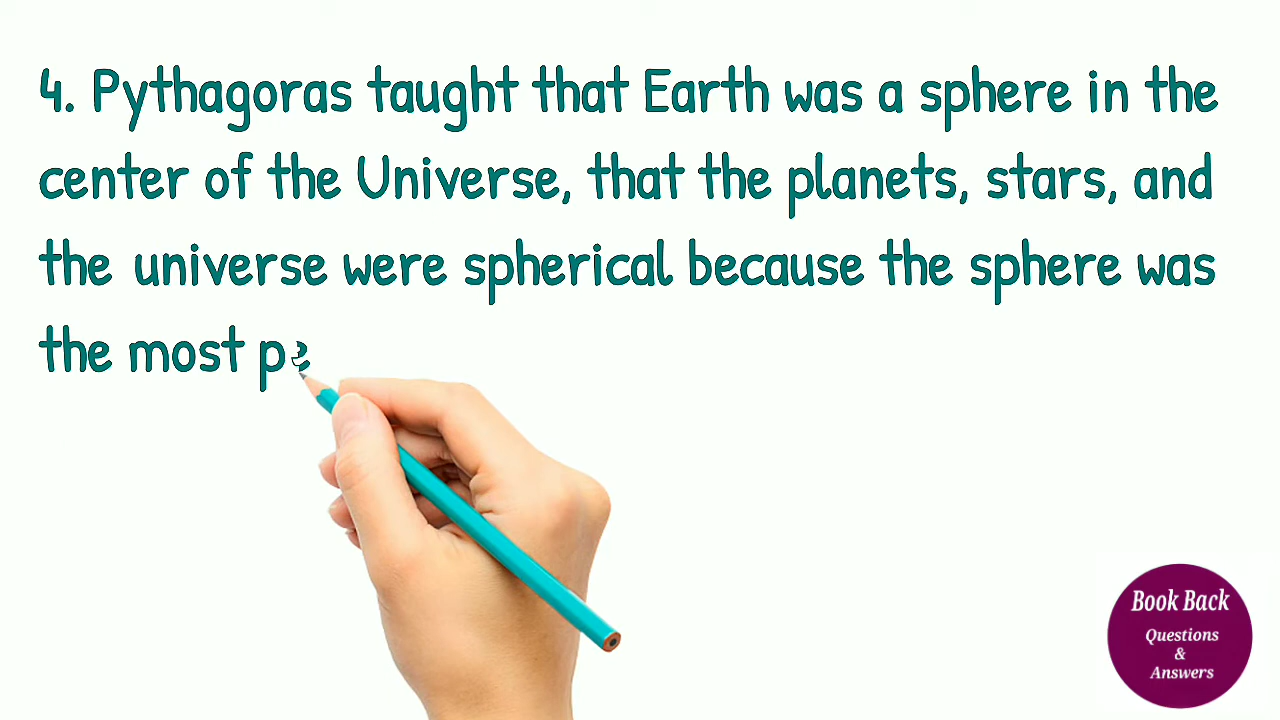 4. Pythagoras taught that Earth was a sphere in the
center of the Universe, that the planets, stars, and
the universe were spherical because the sphere was
the most
Book Back
Questions
&
Answers